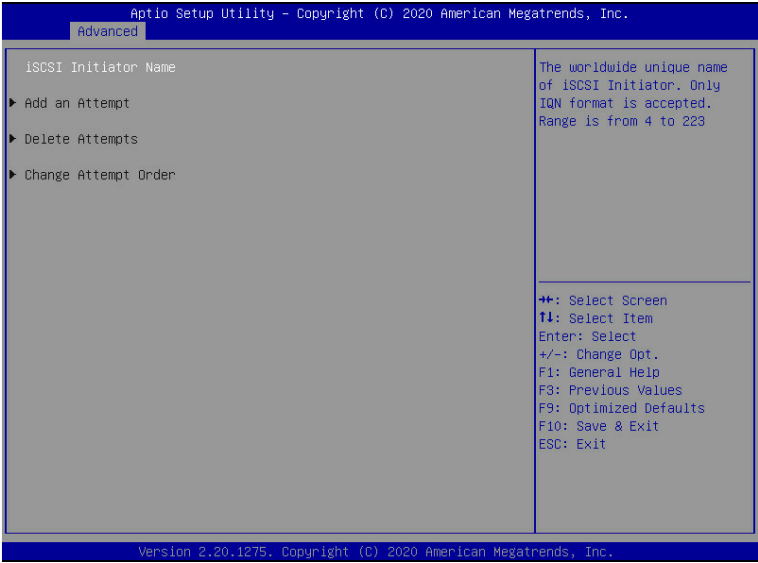 Aptio Setup Utility – Copyright (C) 2020 American Megatrends, Inc.
Advanced
iSCSI Initiator Name
▶ Add an Attempt
▶ Delete Attempts
▶ Change Attempt Order
The worldwide unique name
of iSCSI Initiator. Only
IQN format is accepted.
Range is from 4 to 223
→←: Select Screen
↑↓: Select Item
Enter: Select
+/-: Change Opt.
F1: General Help
F3: Previous Values
F9: Optimized Defaults
F10: Save & Exit
ESC: Exit
Version 2.20.1275. Copyright (C) 2020 American Megatrends, Inc.